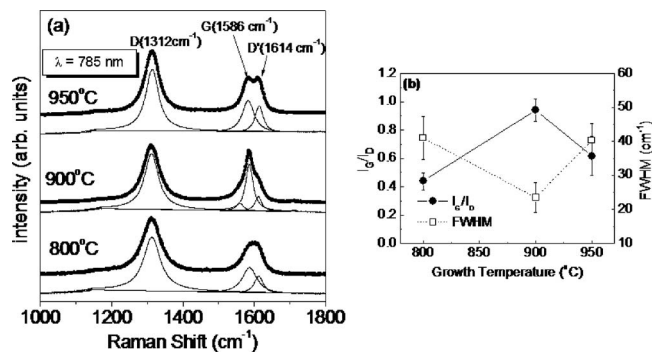 (a)
D(1312cm⁻¹)
G(1586 cm⁻¹)
D'(1614 cm⁻¹)
λ = 785 nm
950°C
900°C
800°C
intensity (arb. units)
1000 1200 1400 1600 1800
Raman Shift (cm⁻¹)
(b)
1.2
1.0
0.8
0.6
0.4
0.2
0.0
I_G/I_D
60
50
40
30
20
10
FWHM (cm⁻¹)
I_G/I_D
FWHM
800 900 950
Growth Temperature (°C)